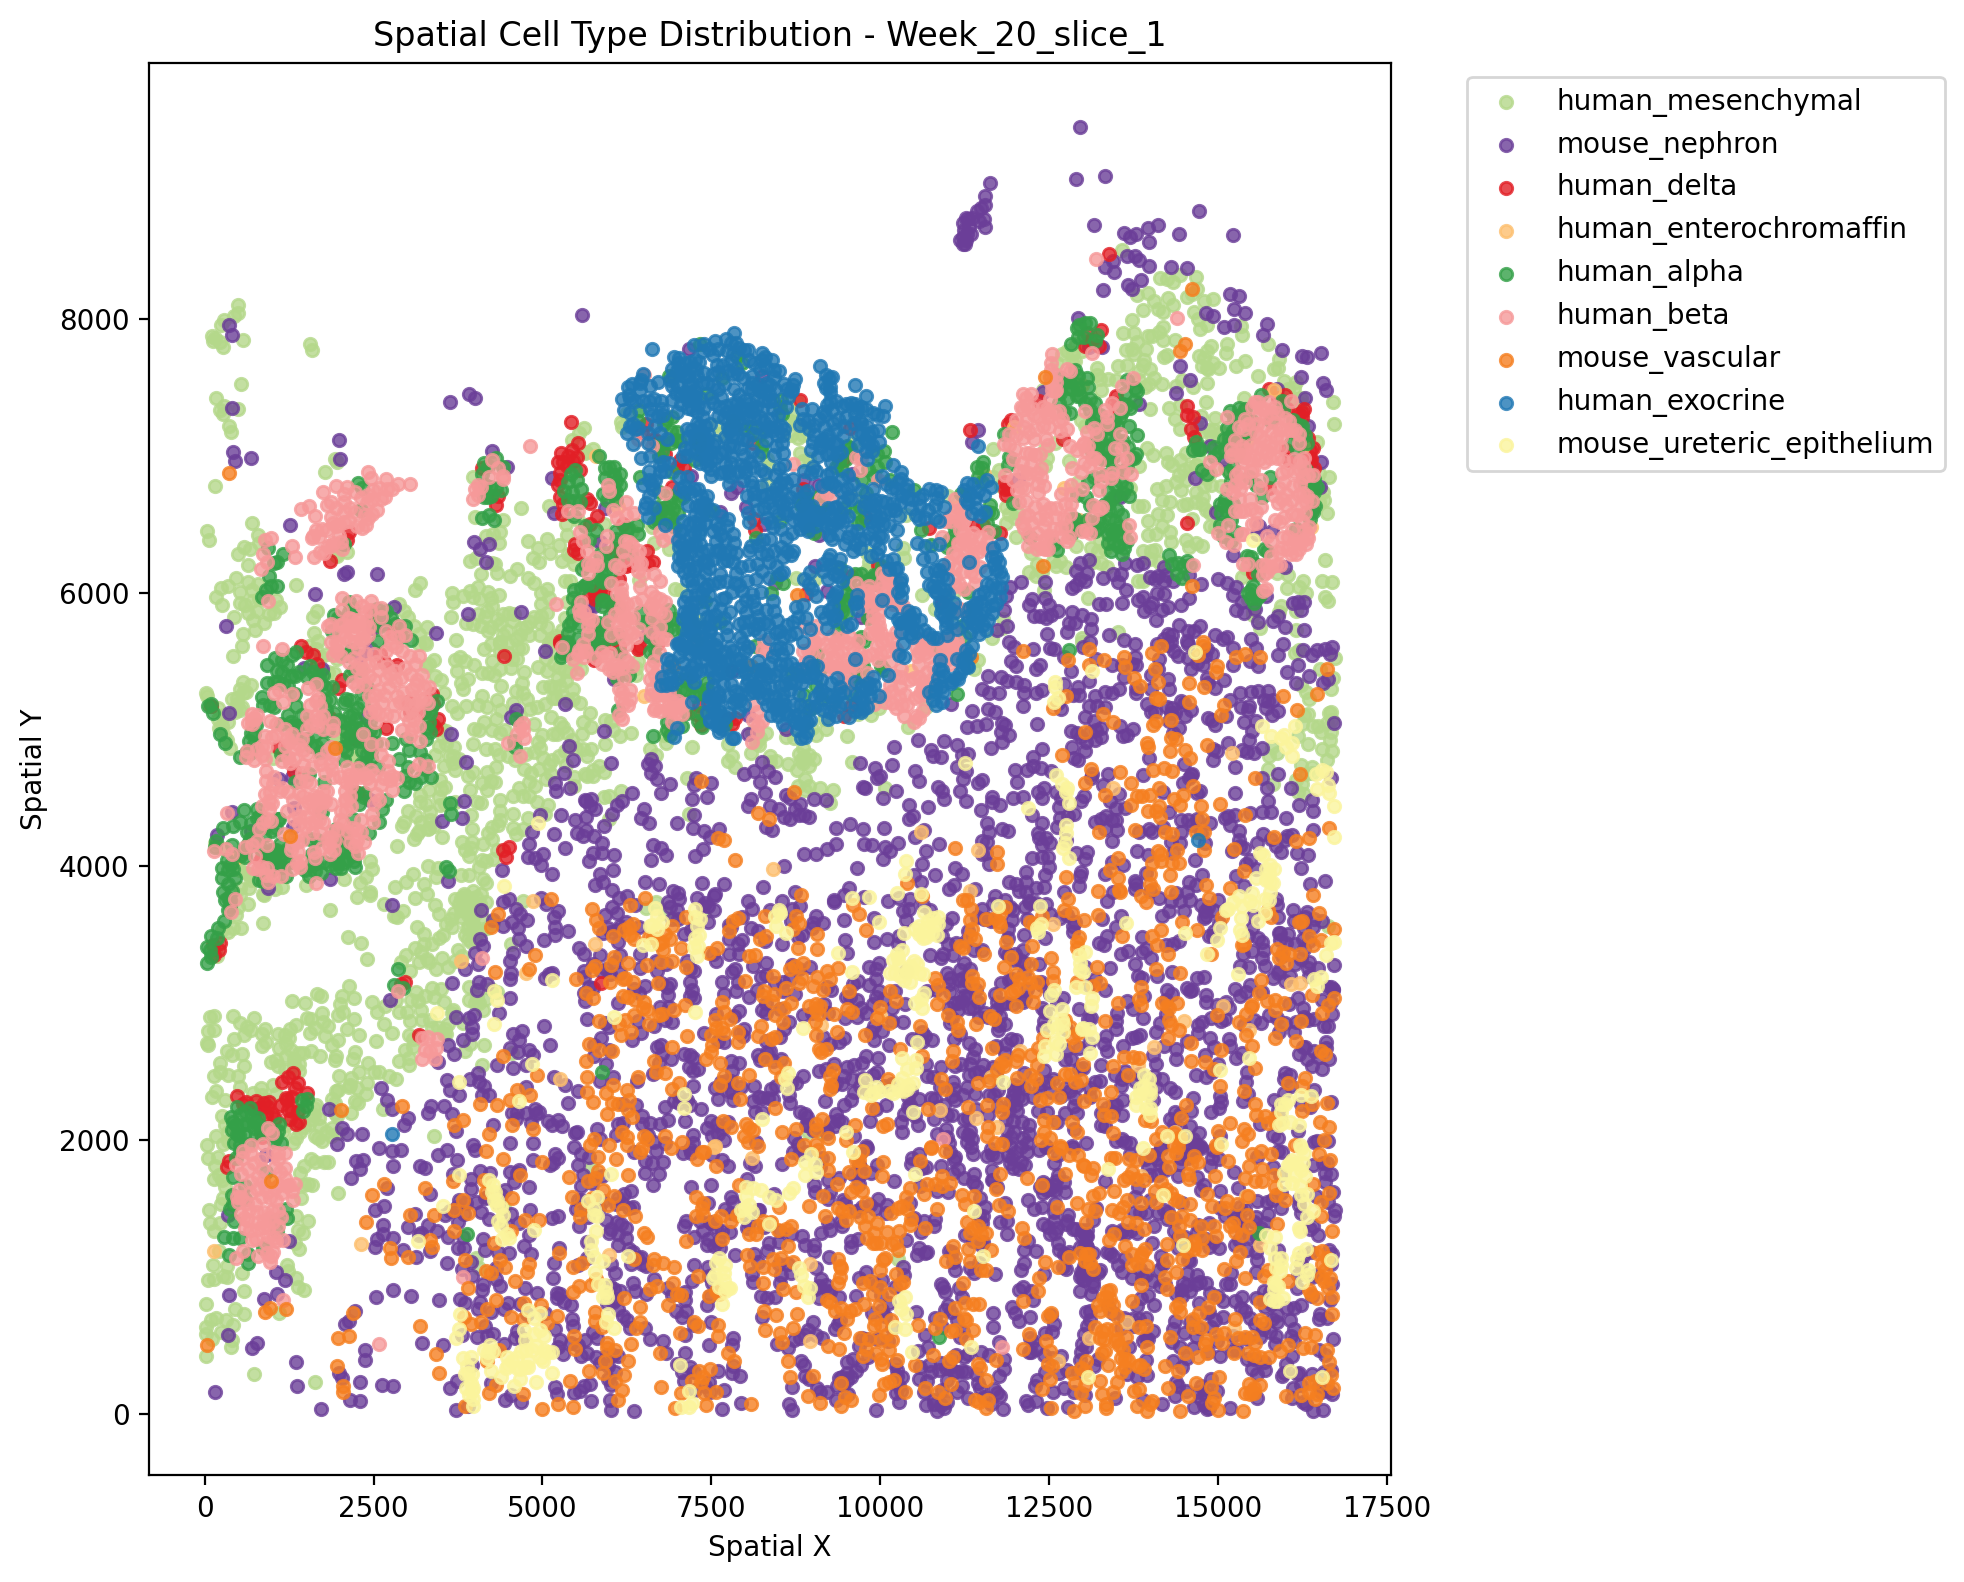 Spatial Cell Type Distribution - Week_20_slice_1
human_mesenchymal
mouse_nephron
human_delta
human_enterochromaffin
human_alpha
human_beta
mouse_vascular
human_exocrine
mouse_ureteric_epithelium
Spatial Y
8000
6000
4000
2000
0
0 2500 5000 7500 10000 12500 15000 17500
Spatial X